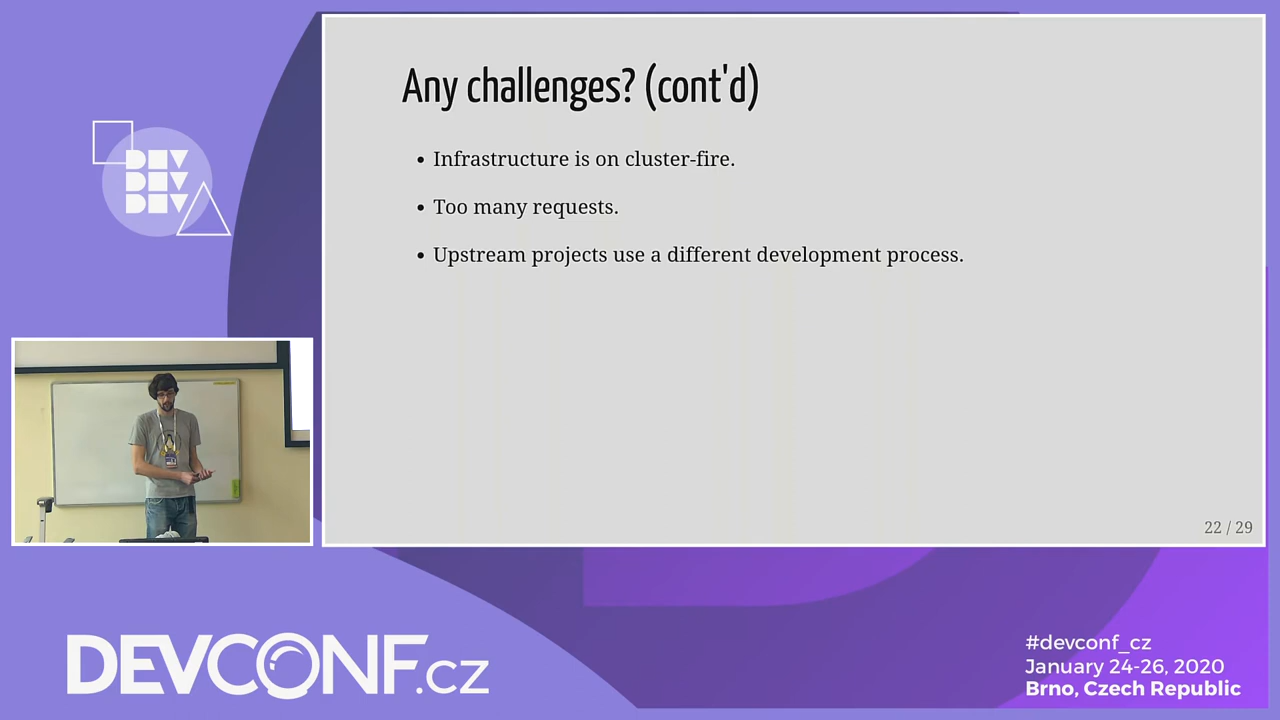 Any challenges? (cont'd)
• Infrastructure is on cluster-fire.
• Too many requests.
• Upstream projects use a different development process.
22 / 29
DEV
DEV
DEV
DEVCONF.cz
#devconf_cz
January 24-26, 2020
Brno, Czech Republic